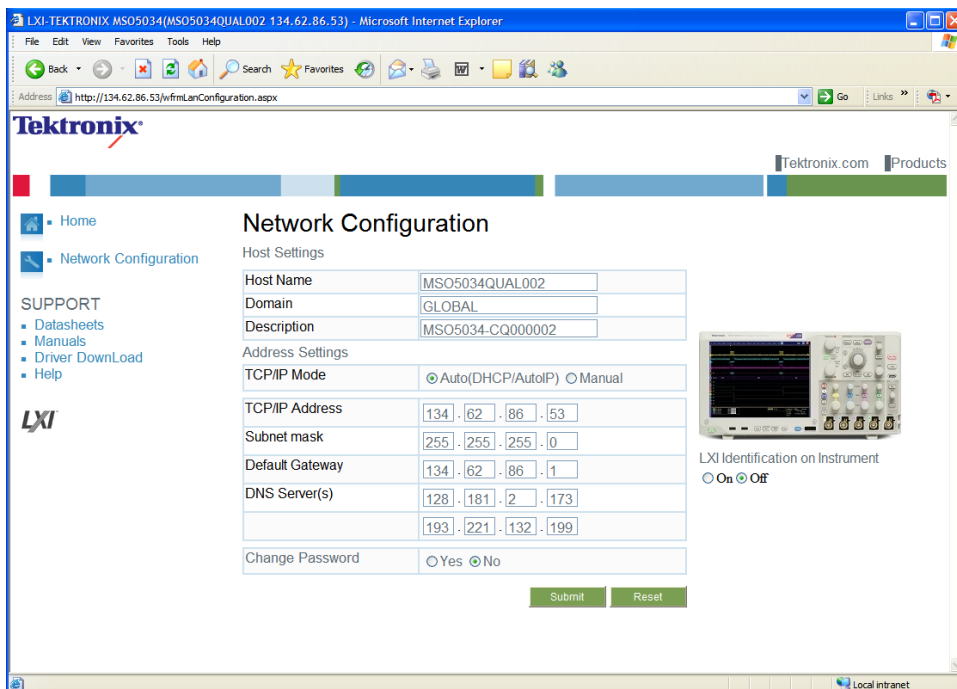 LXI-TEKTRONIX MSO5034(MSO5034QUAL002 134.62.86.53) - Microsoft Internet Explorer
File Edit View Favorites Tools Help
Back Search Favorites
Address http://134.62.86.53/wfrmLanConfiguration.aspx Go Links »
Tektronix
Tektronix.com Products
Home
Network Configuration
SUPPORT
Datasheets
Manuals
Driver DownLoad
Help
LXI
Network Configuration
Host Settings
Host Name MSO5034QUAL002
Domain GLOBAL
Description MSO5034-CQ000002
Address Settings
TCP/IP Mode Auto(DHCP/AutoIP) Manual
TCP/IP Address 134 . 62 . 86 . 53
Subnet mask 255 . 255 . 255 . 0
Default Gateway 134 . 62 . 86 . 1
DNS Server(s) 128 . 181 . 2 . 173
193 . 221 . 132 . 199
Change Password Yes No
Submit Reset
LXI Identification on Instrument
On Off
Local intranet